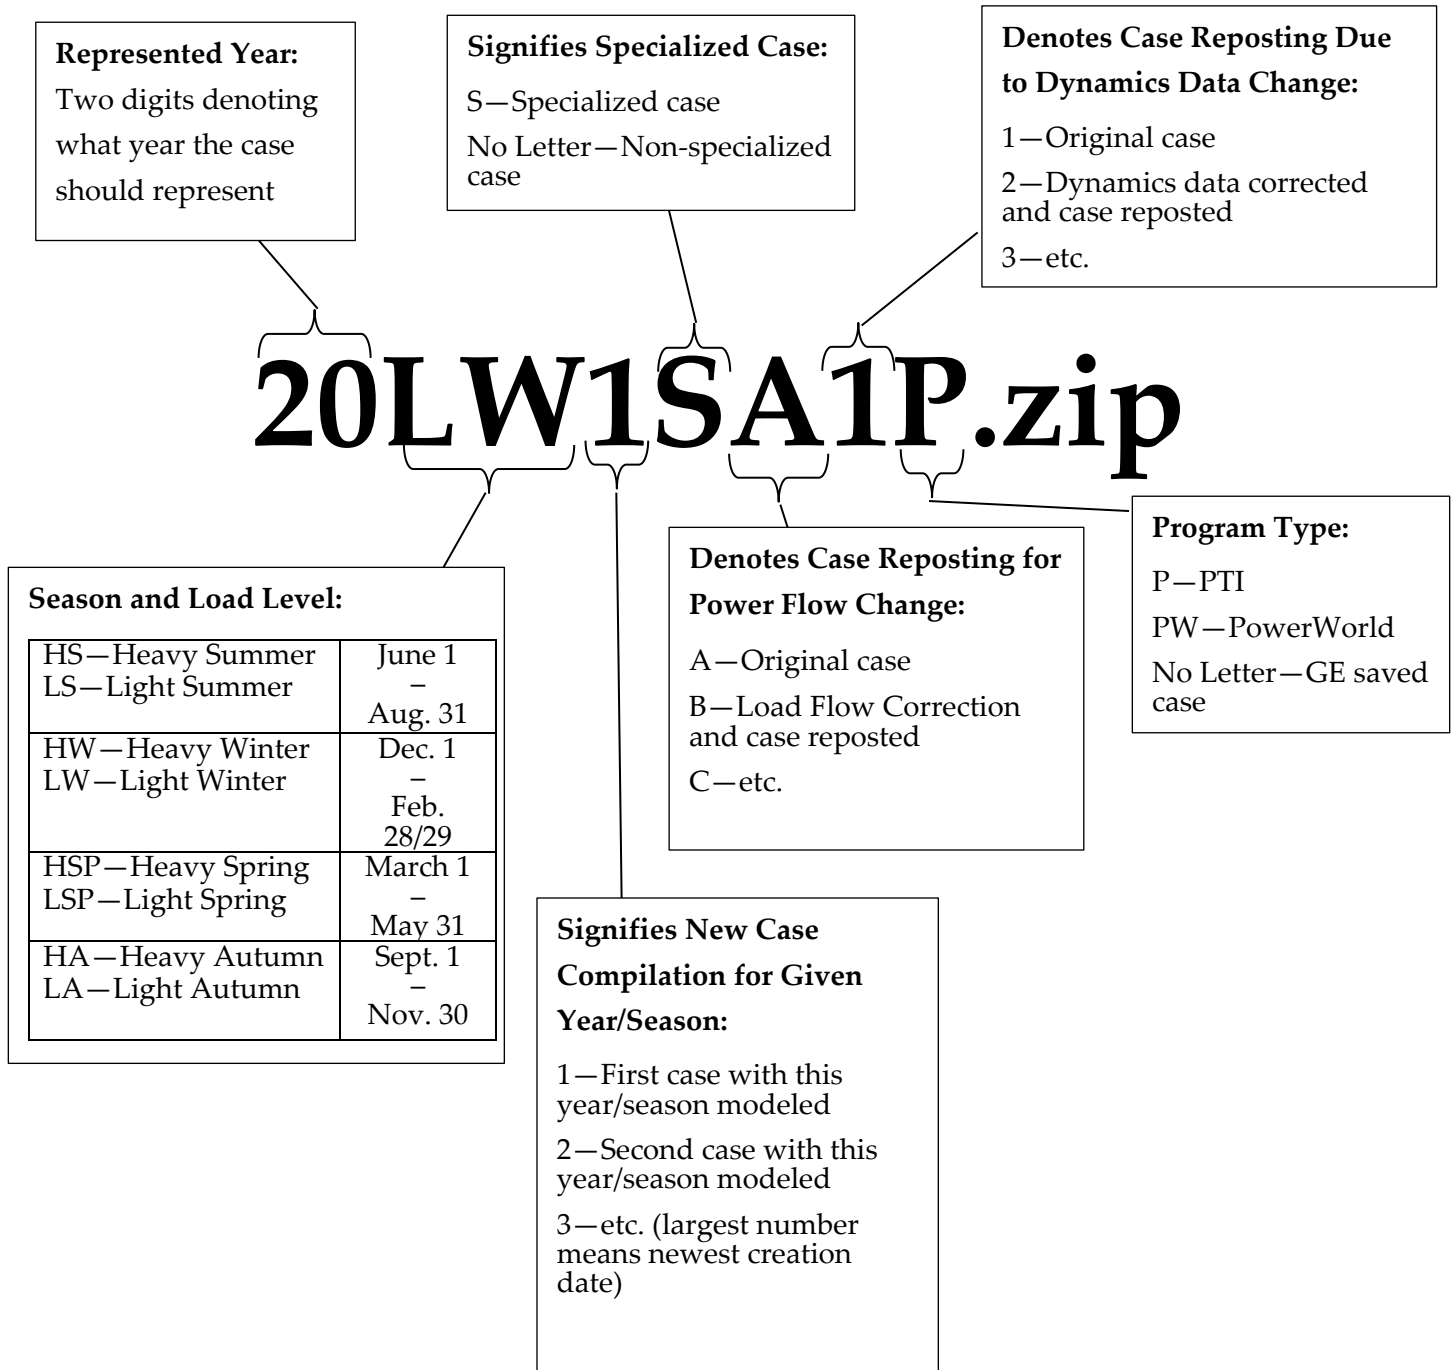 Represented Year:
Two digits denoting
what year the case
should represent
Signifies Specialized Case:
S—Specialized case
No Letter—Non-specialized
case
Denotes Case Reposting Due
to Dynamics Data Change:
1—Original case
2—Dynamics data corrected
and case reposted
3—etc.
20LW1SA1P.zip
Season and Load Level:
HS—Heavy Summer
LS—Light Summer
June 1
–
Aug. 31
HW—Heavy Winter
LW—Light Winter
Dec. 1
–
Feb.
28/29
HSP—Heavy Spring
LSP—Light Spring
March 1
–
May 31
HA—Heavy Autumn
LA—Light Autumn
Sept. 1
–
Nov. 30
Signifies New Case
Compilation for Given
Year/Season:
1—First case with this
year/season modeled
2—Second case with this
year/season modeled
3—etc. (largest number
means newest creation
date)
Denotes Case Reposting for
Power Flow Change:
A—Original case
B—Load Flow Correction
and case reposted
C—etc.
Program Type:
P—PTI
PW—PowerWorld
No Letter—GE saved
case